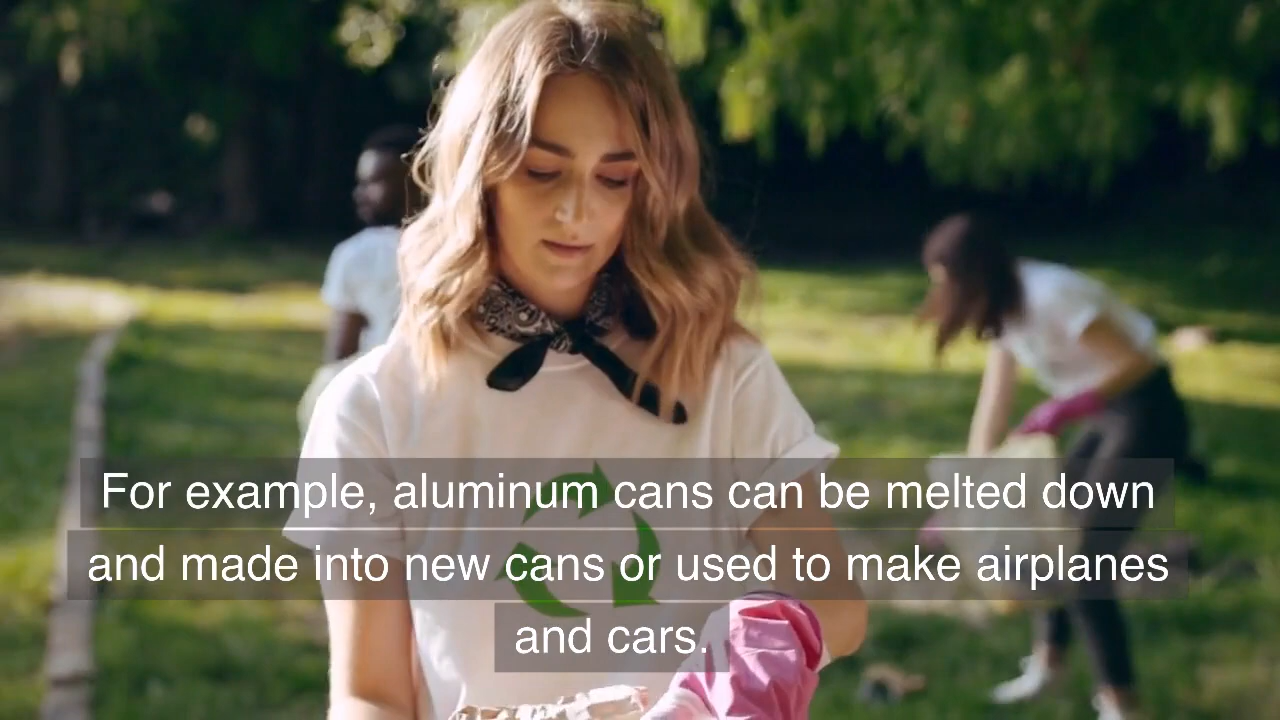 For example, aluminum cans can be melted down
and made into new cans or used to make airplanes
and cars.